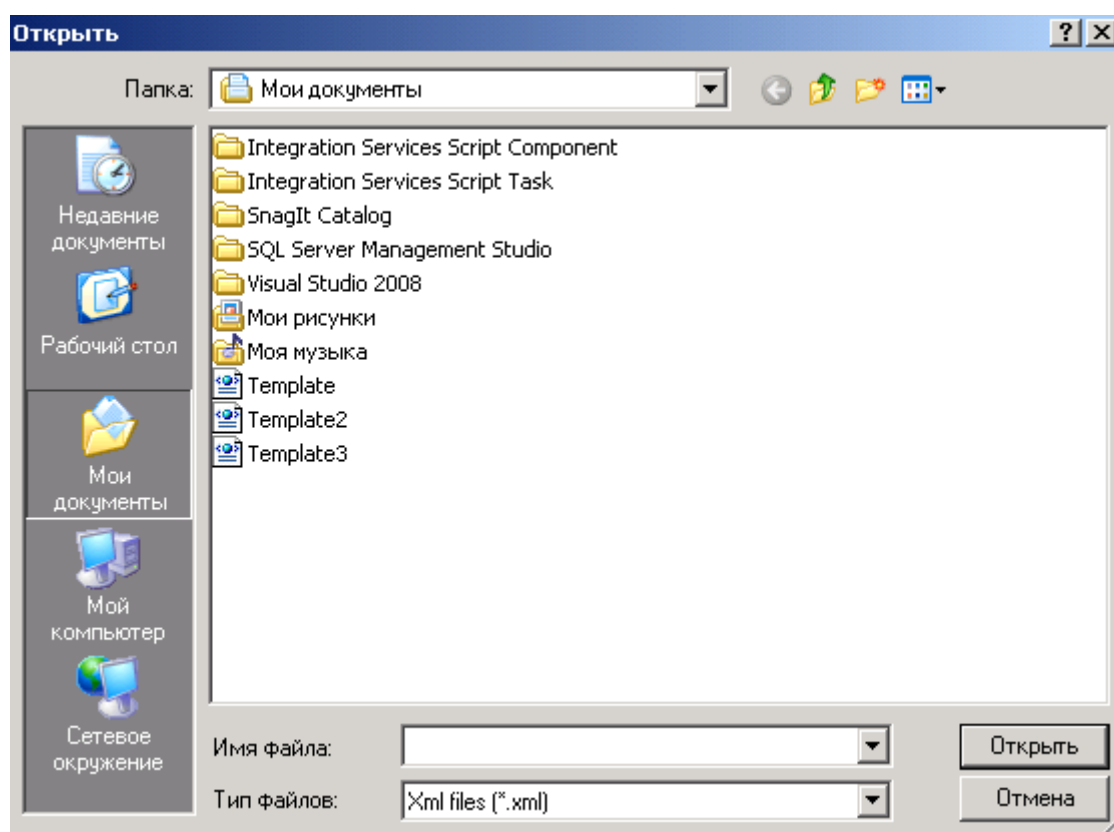 Открыть
Папка:
Мои документы
Недавние
документы
Рабочий стол
Мои
документы
Мой
компьютер
Сетевое
окружение
Integration Services Script Component
Integration Services Script Task
SnagIt Catalog
SQL Server Management Studio
Visual Studio 2008
Мои рисунки
Моя музыка
Template
Template2
Template3
Имя файла:
Открыть
Тип файлов:
Xml files (*.xml)
Отмена